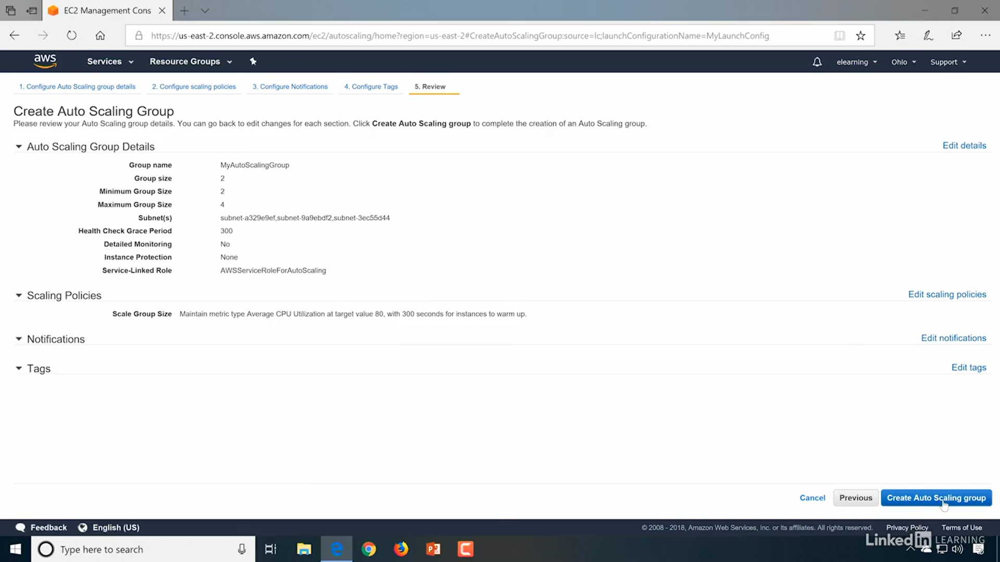 EC2 Management Cons
https://us-east-2.console.aws.amazon.com/ec2/autoscaling/home?region=us-east-2#CreateAutoScalingGroup:source=lc;launchConfigurationName=MyLaunchConfig
aws Services Resource Groups elearning Ohio Support
1. Configure Auto Scaling group details 2. Configure scaling policies 3. Configure Notifications 4. Configure Tags 5. Review
Create Auto Scaling Group
Please review your Auto Scaling group details. You can go back to edit changes for each section. Click Create Auto Scaling group to complete the creation of an Auto Scaling group.
Auto Scaling Group Details Edit details
Group name MyAutoScalingGroup
Group size 2
Minimum Group Size 2
Maximum Group Size 4
Subnet(s) subnet-a329e9ef,subnet-9a9ebdf2,subnet-3ec55d44
Health Check Grace Period 300
Detailed Monitoring No
Instance Protection None
Service-Linked Role AWSServiceRoleForAutoScaling
Scaling Policies Edit scaling policies
Scale Group Size Maintain metric type Average CPU Utilization at target value 80, with 300 seconds for instances to warm up.
Notifications Edit notifications
Tags Edit tags
Cancel Previous Create Auto Scaling group
Feedback English (US) © 2008 - 2018, Amazon Web Services, Inc. or its affiliates. All rights reserved. Privacy Policy Terms of Use
LinkedIn LEARNING
Type here to search